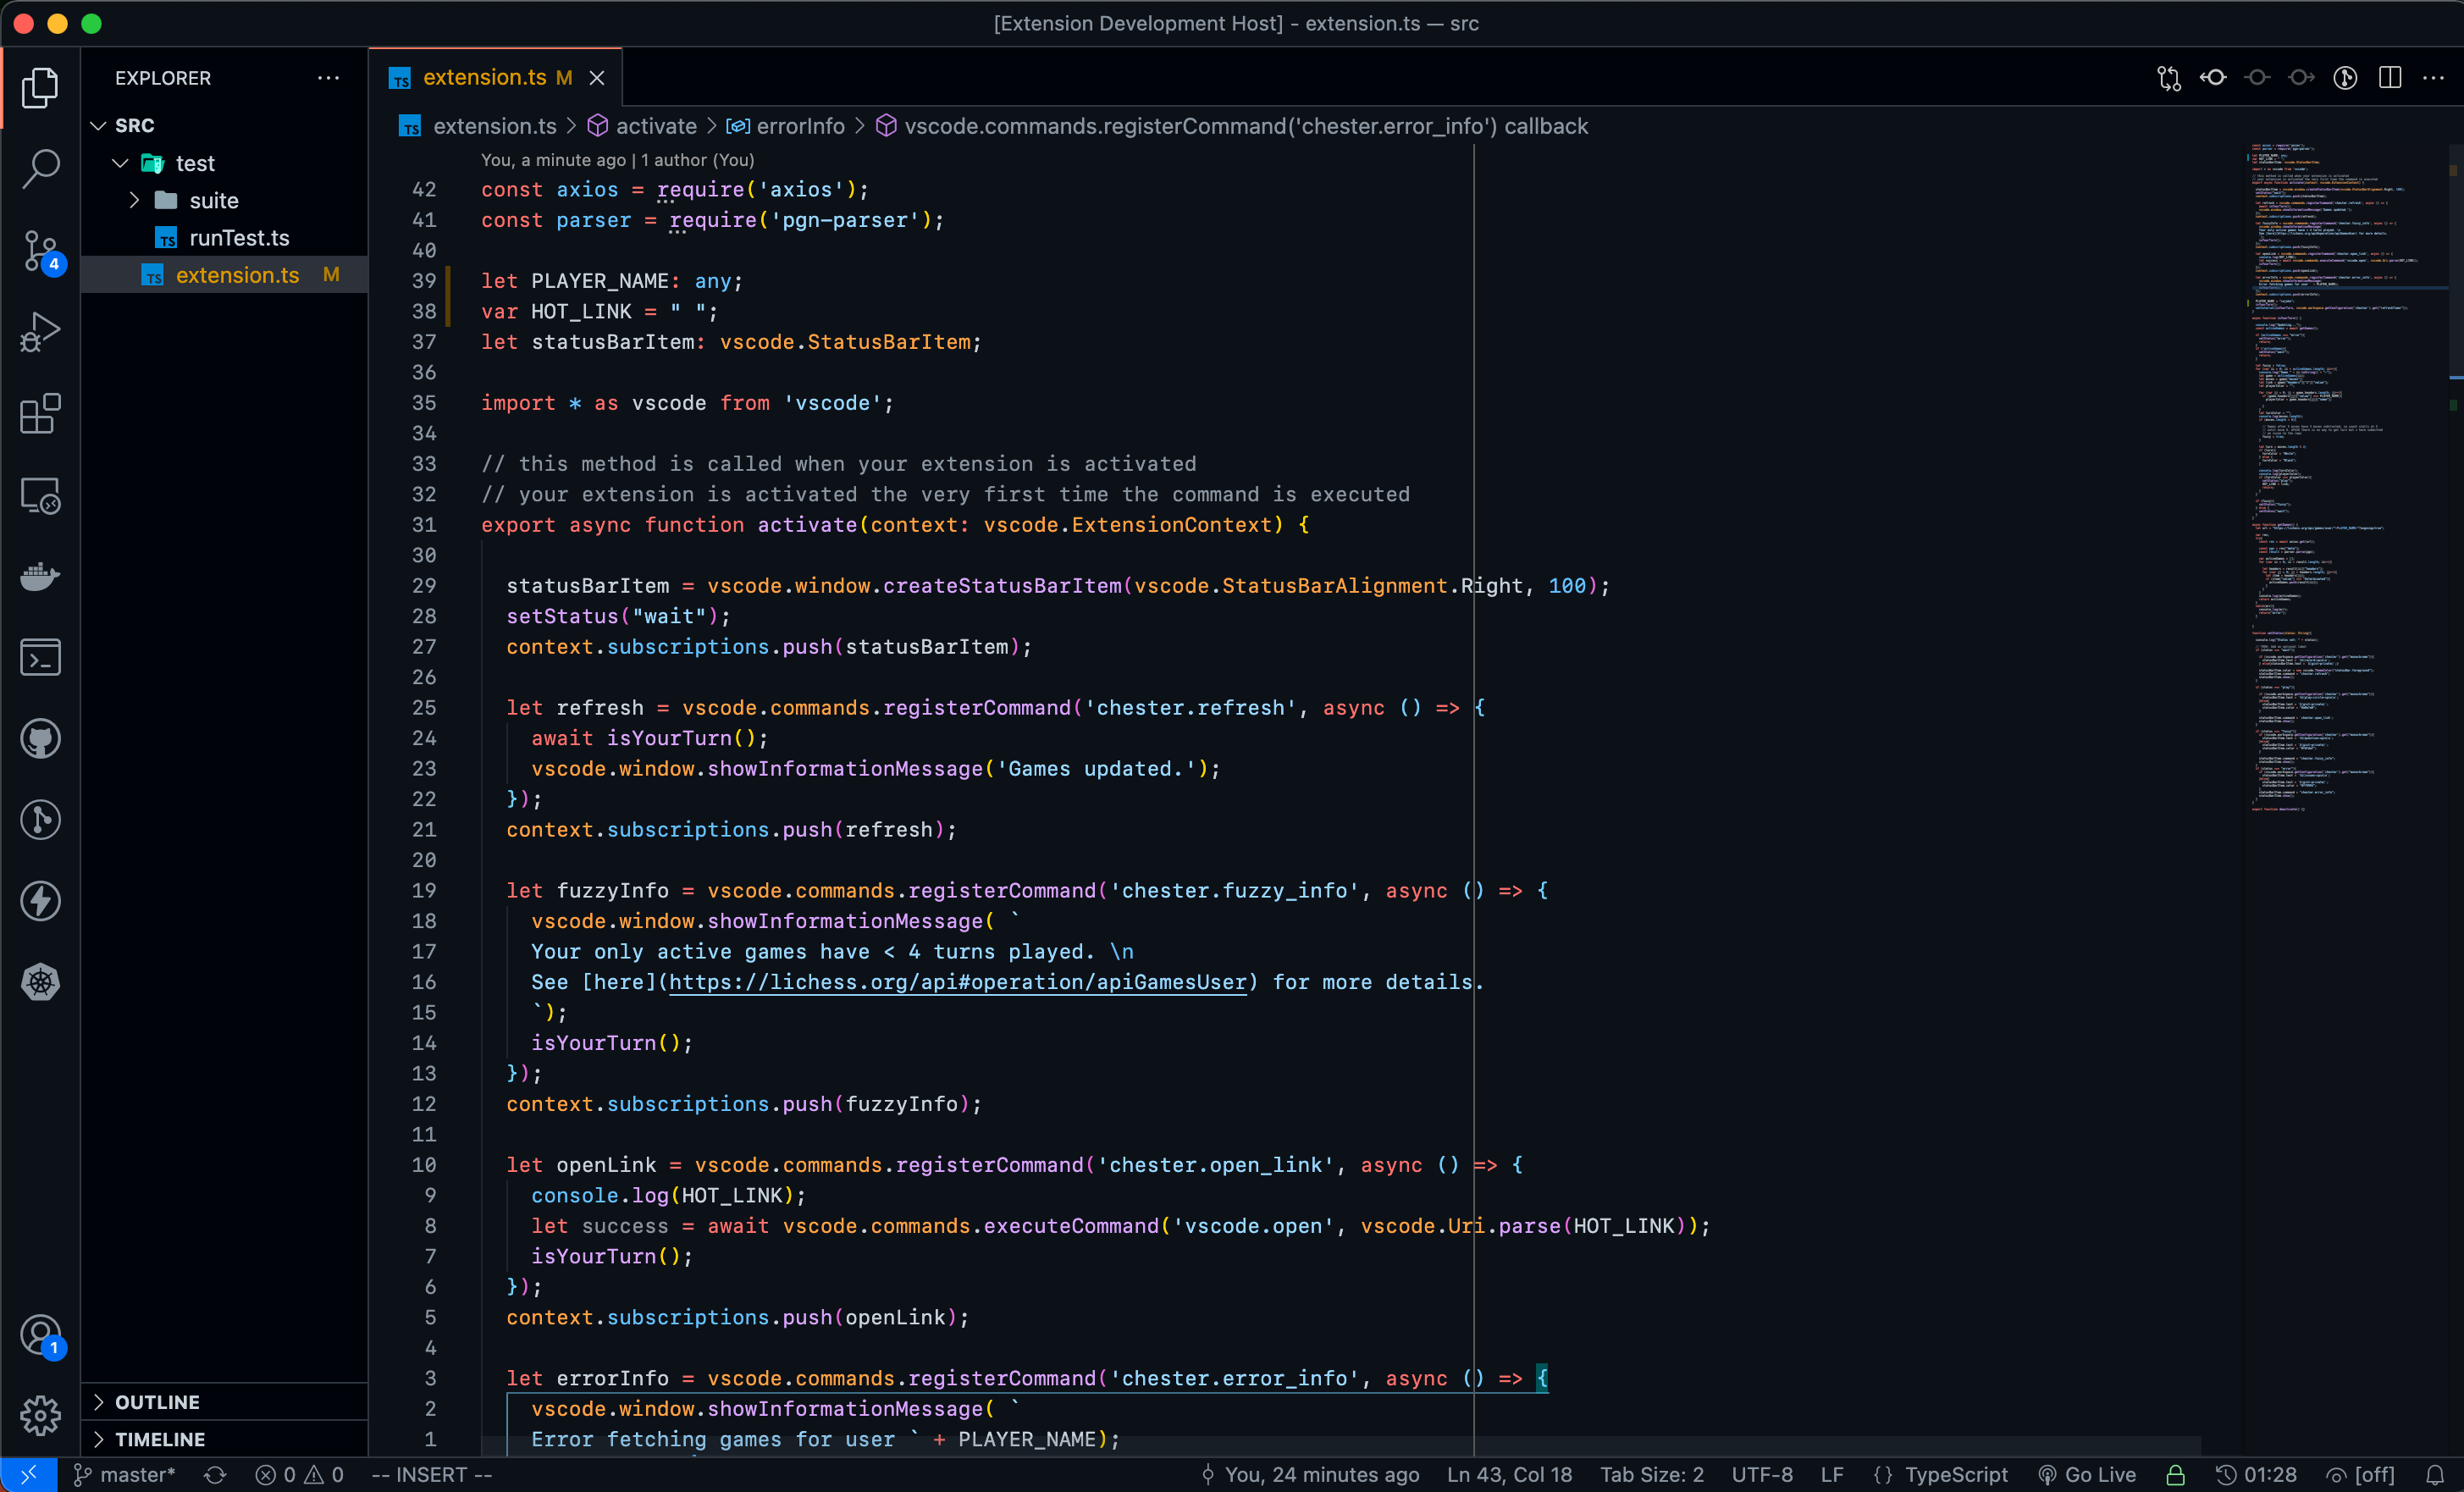 [Extension Development Host] - extension.ts — src
EXPLORER
SRC
test
suite
runTest.ts
extension.ts M
OUTLINE
TIMELINE
4
1
TS extension.ts M
TS extension.ts > activate > errorInfo > vscode.commands.registerCommand('chester.error_info') callback
You, a minute ago | 1 author (You)
42 const axios = require('axios');
41 const parser = require('pgn-parser');
40
39 let PLAYER_NAME: any;
38 var HOT_LINK = " ";
37 let statusBarItem: vscode.StatusBarItem;
36
35 import * as vscode from 'vscode';
34
33 // this method is called when your extension is activated
32 // your extension is activated the very first time the command is executed
31 export async function activate(context: vscode.ExtensionContext) {
30
29 statusBarItem = vscode.window.createStatusBarItem(vscode.StatusBarAlignment.Right, 100);
28 setStatus("wait");
27 context.subscriptions.push(statusBarItem);
26
25 let refresh = vscode.commands.registerCommand('chester.refresh', async () => {
24 await isYourTurn();
23 vscode.window.showInformationMessage('Games updated.');
22 });
21 context.subscriptions.push(refresh);
20
19 let fuzzyInfo = vscode.commands.registerCommand('chester.fuzzy_info', async () => {
18 vscode.window.showInformationMessage( `
17 Your only active games have < 4 turns played. \n
16 See [here](https://lichess.org/api#operation/apiGamesUser) for more details.
15 `);
14 isYourTurn();
13 });
12 context.subscriptions.push(fuzzyInfo);
11
10 let openLink = vscode.commands.registerCommand('chester.open_link', async () => {
9 console.log(HOT_LINK);
8 let success = await vscode.commands.executeCommand('vscode.open', vscode.Uri.parse(HOT_LINK));
7 isYourTurn();
6 });
5 context.subscriptions.push(openLink);
4
3 let errorInfo = vscode.commands.registerCommand('chester.error_info', async () => {
2 vscode.window.showInformationMessage( `
1 Error fetching games for user ` + PLAYER_NAME);
master* 0 0 -- INSERT -- You, 24 minutes ago Ln 43, Col 18 Tab Size: 2 UTF-8 LF {} TypeScript Go Live 01:28 [off]